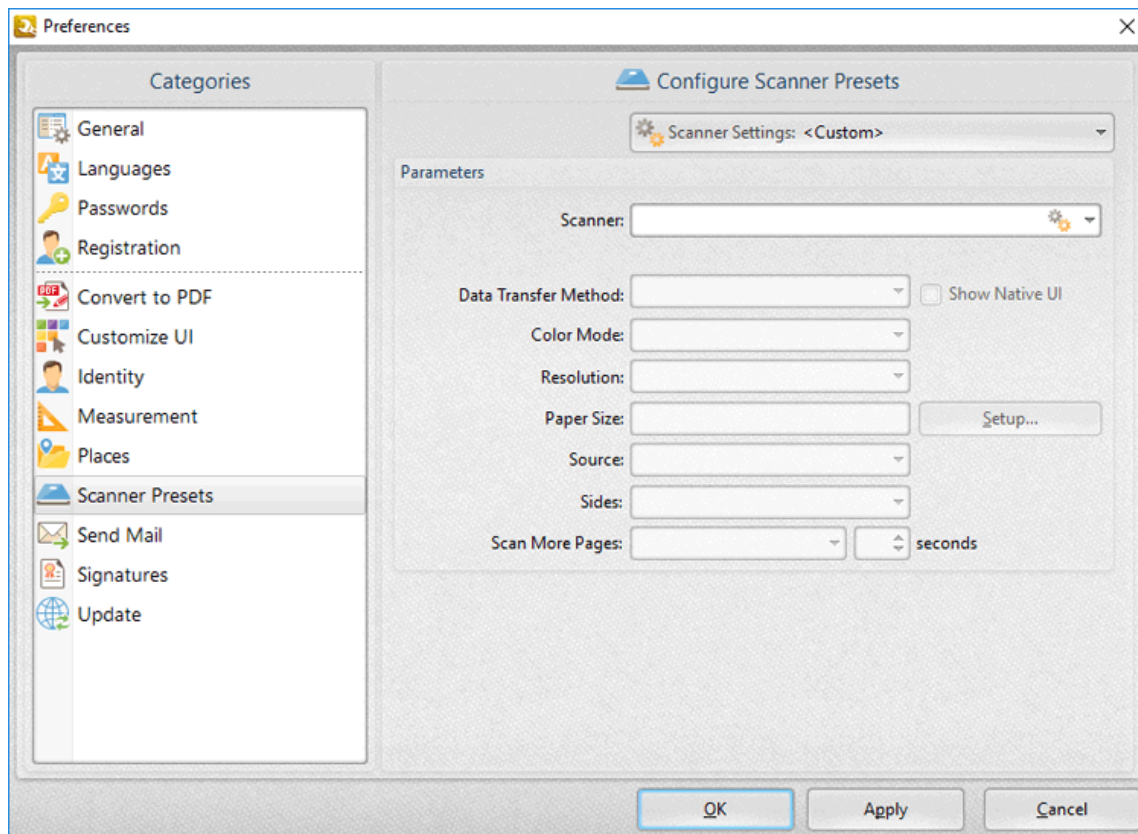 Preferences
Categories
General
Languages
Passwords
Registration
Convert to PDF
Customize UI
Identity
Measurement
Places
Scanner Presets
Send Mail
Signatures
Update
Configure Scanner Presets
Scanner Settings: <Custom>
Parameters
Scanner:
Data Transfer Method: Show Native UI
Color Mode:
Resolution:
Paper Size: Setup...
Source:
Sides:
Scan More Pages: seconds
OK Apply Cancel